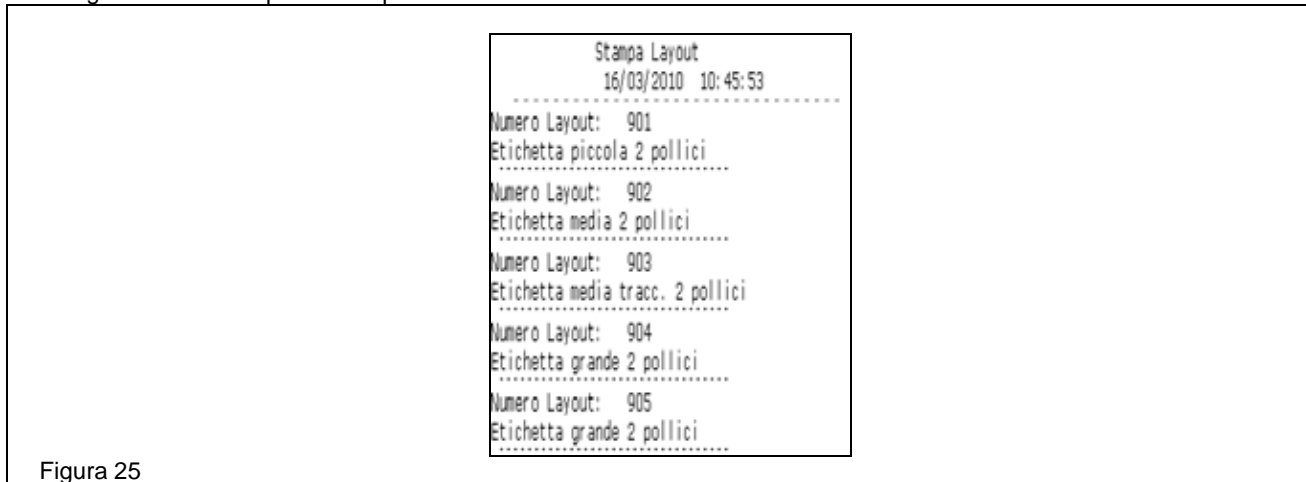 Stampa Layout
16/03/2010 10:45:53
Numero Layout: 901
Etichetta piccola 2 pollici
Numero Layout: 902
Etichetta media 2 pollici
Numero Layout: 903
Etichetta media tracc. 2 pollici
Numero Layout: 904
Etichetta grande 2 pollici
Numero Layout: 905
Etichetta grande 2 pollici
Figura 25